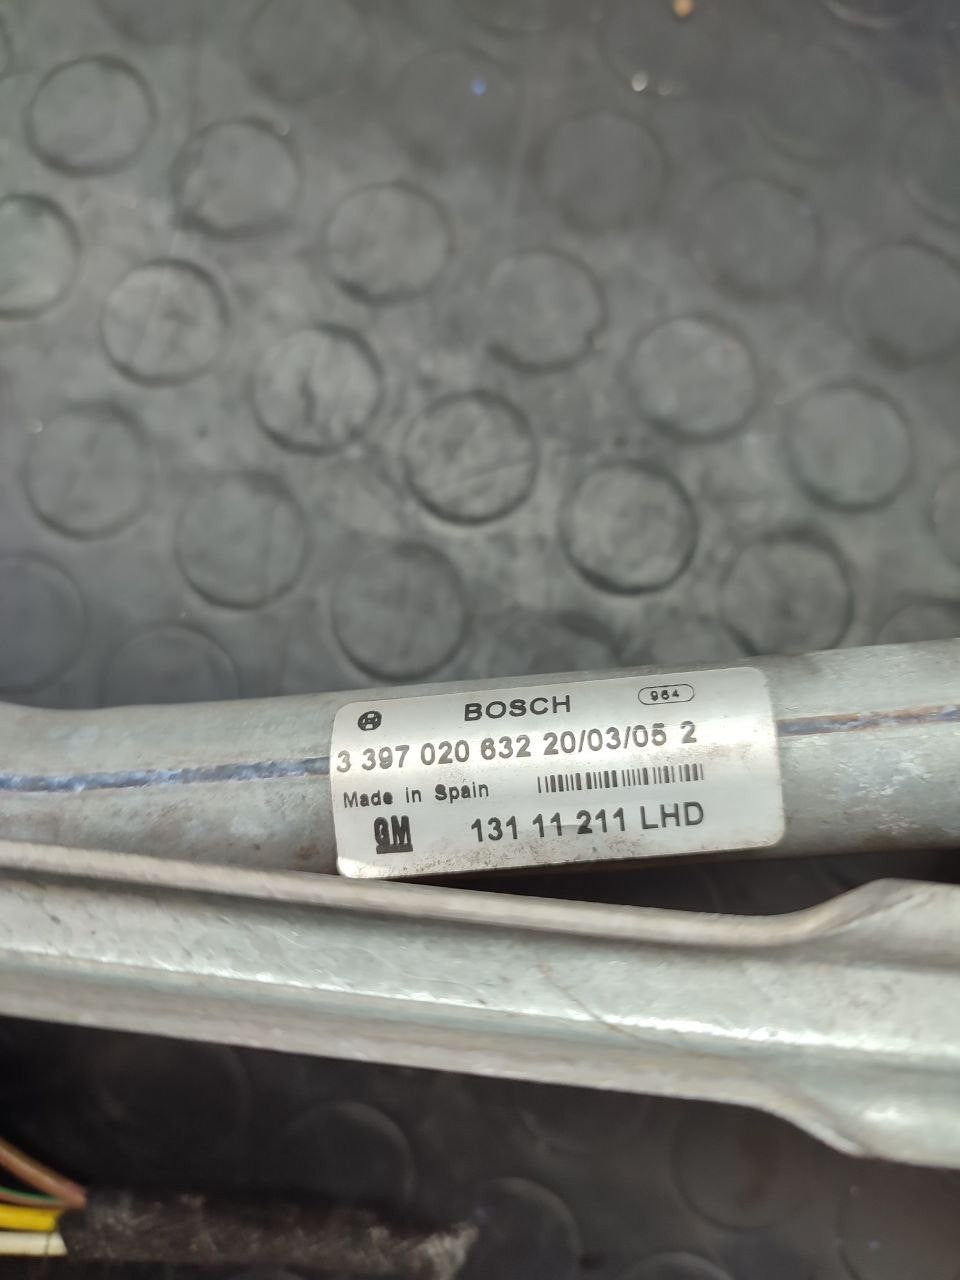 BOSCH 964
3 397 020 632 20/03/05 2
Made in Spain
GM 131 11 211 LHD